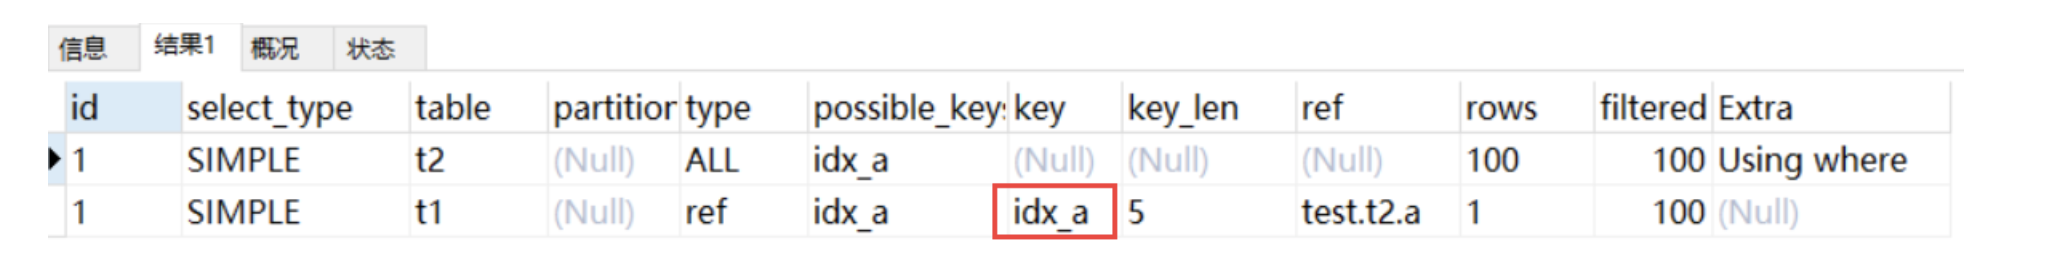 信息 结果1 概况 状态
id select_type table partitior type possible_key: key key_len ref rows filtered Extra
1 SIMPLE t2 (Null) ALL idx_a (Null) (Null) (Null) 100 100 Using where
1 SIMPLE t1 (Null) ref idx_a idx_a 5 test.t2.a 1 100 (Null)